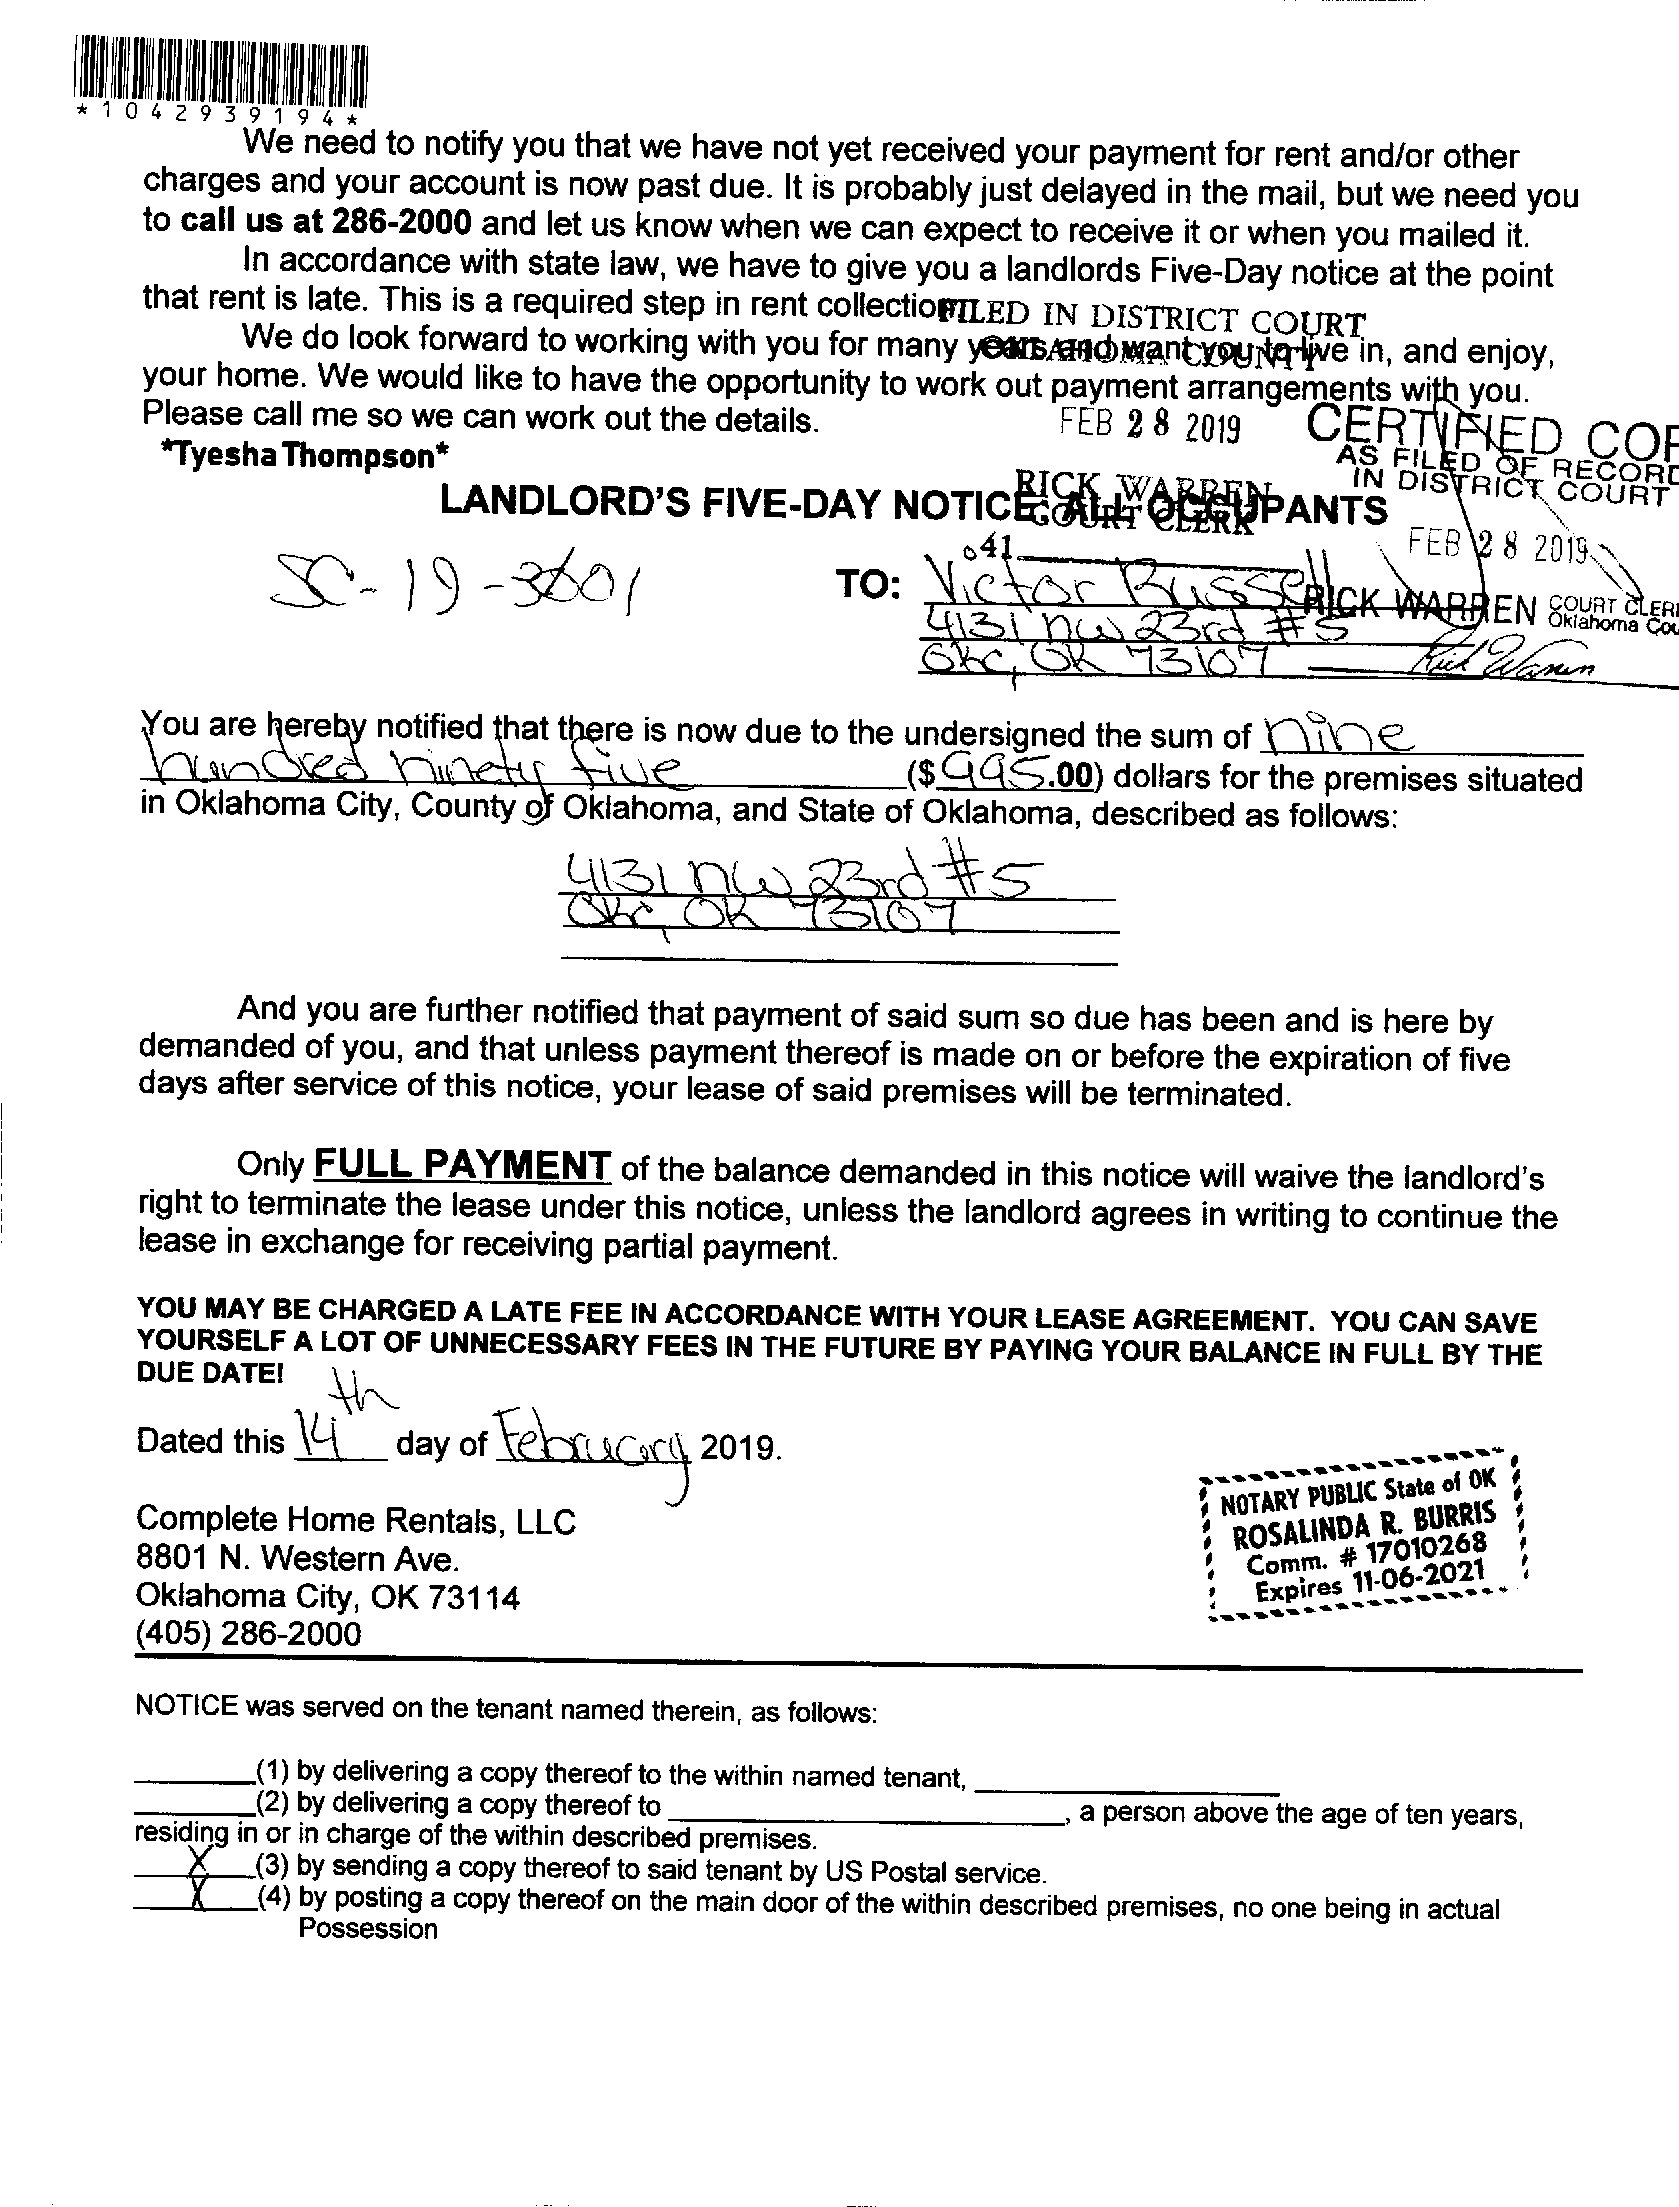 *1042939194*
We need to notify you that we have not yet received your payment for rent and/or other
charges and your account is now past due. It is probably just delayed in the mail, but we need you
to call us at 286-2000 and let us know when we can expect to receive it or when you mailed it.
In accordance with state law, we have to give you a landlords Five-Day notice at the point
that rent is late. This is a required step in rent collection
FILED IN DISTRICT COURT
OKLAHOMA COUNTY
We do look forward to working with you for many years and want you to live in, and enjoy,
your home. We would like to have the opportunity to work out payment arrangements with you.
Please call me so we can work out the details.
FEB 28 2019
CERTIFIED COP
AS FILED OF RECORD
IN DISTRICT COURT
*Tyesha Thompson*
RICK WARREN
COURT CLERK
LANDLORD'S FIVE-DAY NOTICE: ALL OCCUPANTS
FEB 28 2019
41
SC-19-
TO: Victor Russell
RICK WARREN COURT CLERK
Oklahoma Cou
4131 NW 23rd #5
OKC, OK 73107
Rick Warren
You are hereby notified that there is now due to the undersigned the sum of nine
hundred ninety five ($995.00) dollars for the premises situated
in Oklahoma City, County of Oklahoma, and State of Oklahoma, described as follows:
4131 NW 23rd #5
OKC, OK 73107
And you are further notified that payment of said sum so due has been and is here by
demanded of you, and that unless payment thereof is made on or before the expiration of five
days after service of this notice, your lease of said premises will be terminated.
Only FULL PAYMENT of the balance demanded in this notice will waive the landlord's
right to terminate the lease under this notice, unless the landlord agrees in writing to continue the
lease in exchange for receiving partial payment.
YOU MAY BE CHARGED A LATE FEE IN ACCORDANCE WITH YOUR LEASE AGREEMENT. YOU CAN SAVE
YOURSELF A LOT OF UNNECESSARY FEES IN THE FUTURE BY PAYING YOUR BALANCE IN FULL BY THE
DUE DATE!
Dated this 14th day of February 2019.
Complete Home Rentals, LLC
8801 N. Western Ave.
Oklahoma City, OK 73114
(405) 286-2000
NOTARY PUBLIC State of OK
ROSALINDA R. BURRIS
Comm. # 17010268
Expires 11-06-2021
NOTICE was served on the tenant named therein, as follows:
(1) by delivering a copy thereof to the within named tenant,
(2) by delivering a copy thereof to , a person above the age of ten years,
residing in or in charge of the within described premises.
X (3) by sending a copy thereof to said tenant by US Postal service.
X (4) by posting a copy thereof on the main door of the within described premises, no one being in actual
Possession